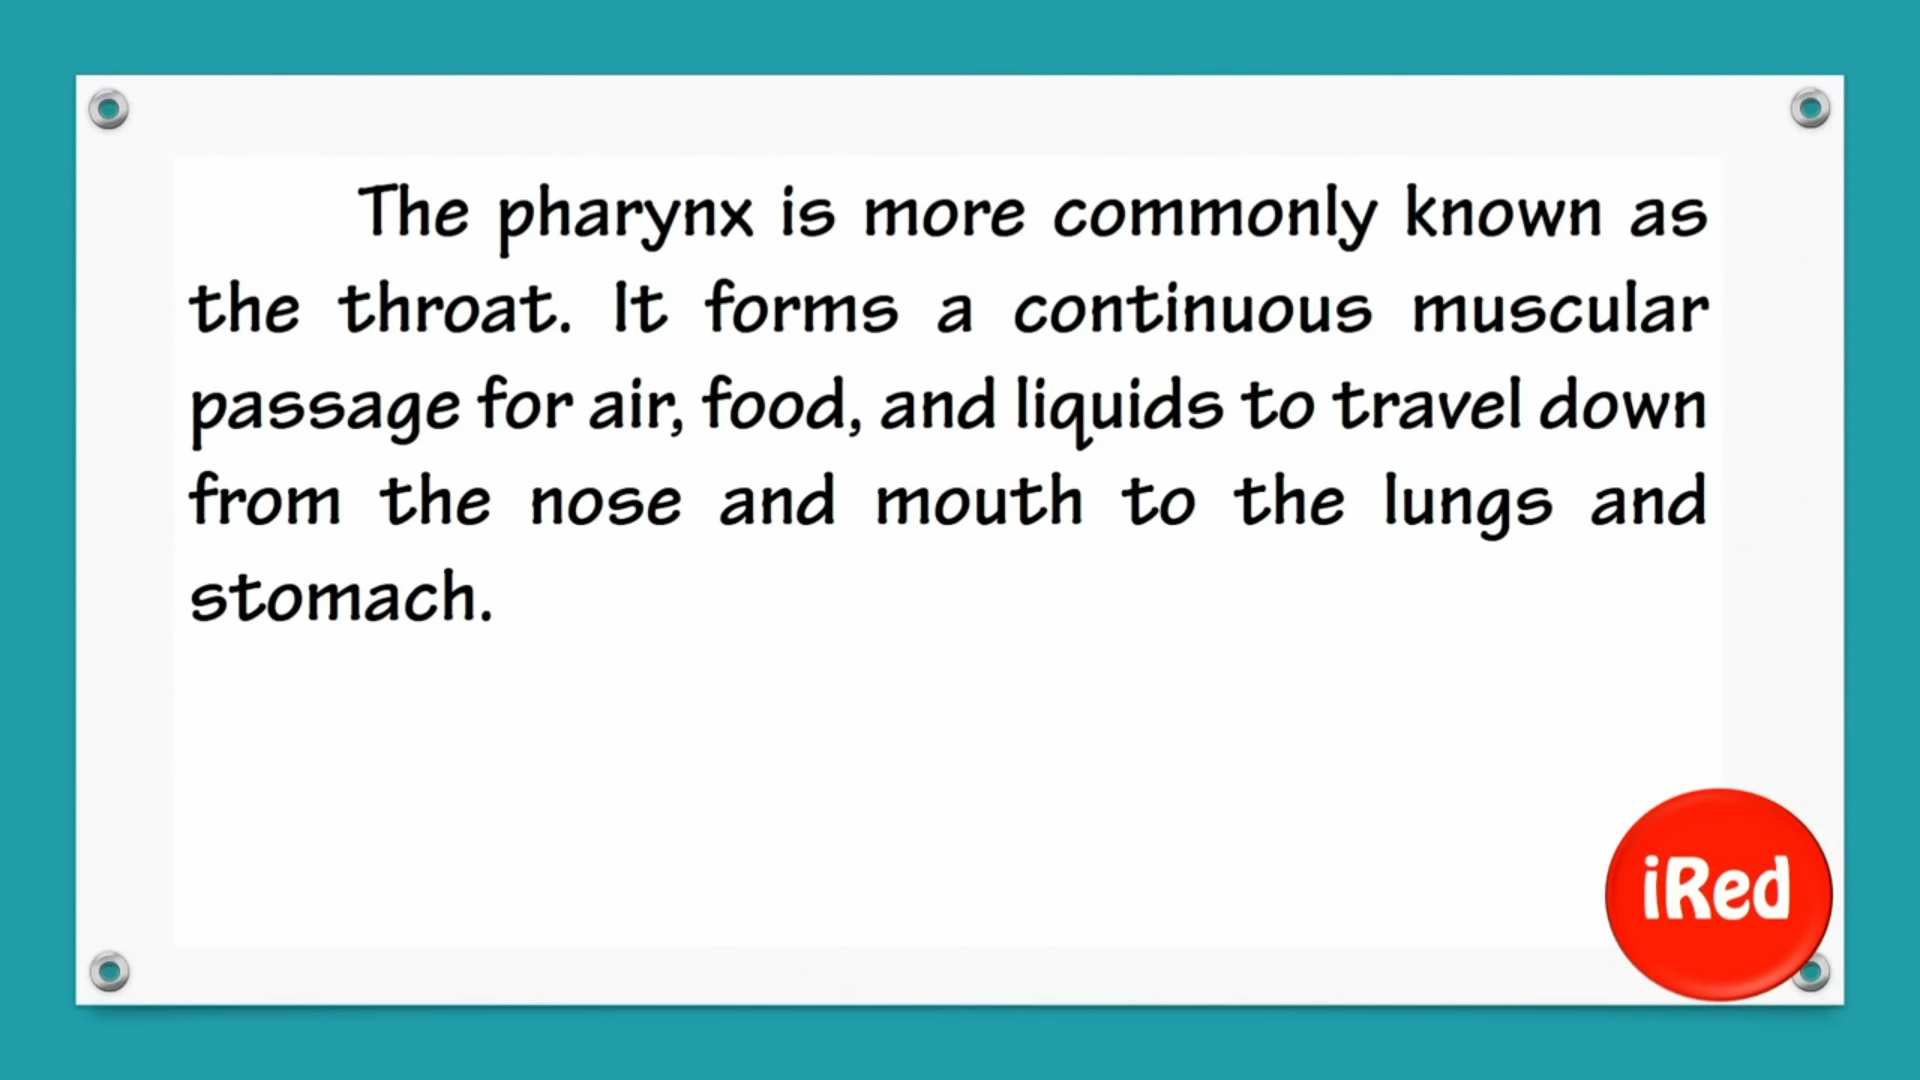 The pharynx is more commonly known as
the throat. It forms a continuous muscular
passage for air, food, and liquids to travel down
from the nose and mouth to the lungs and
stomach.
iRed